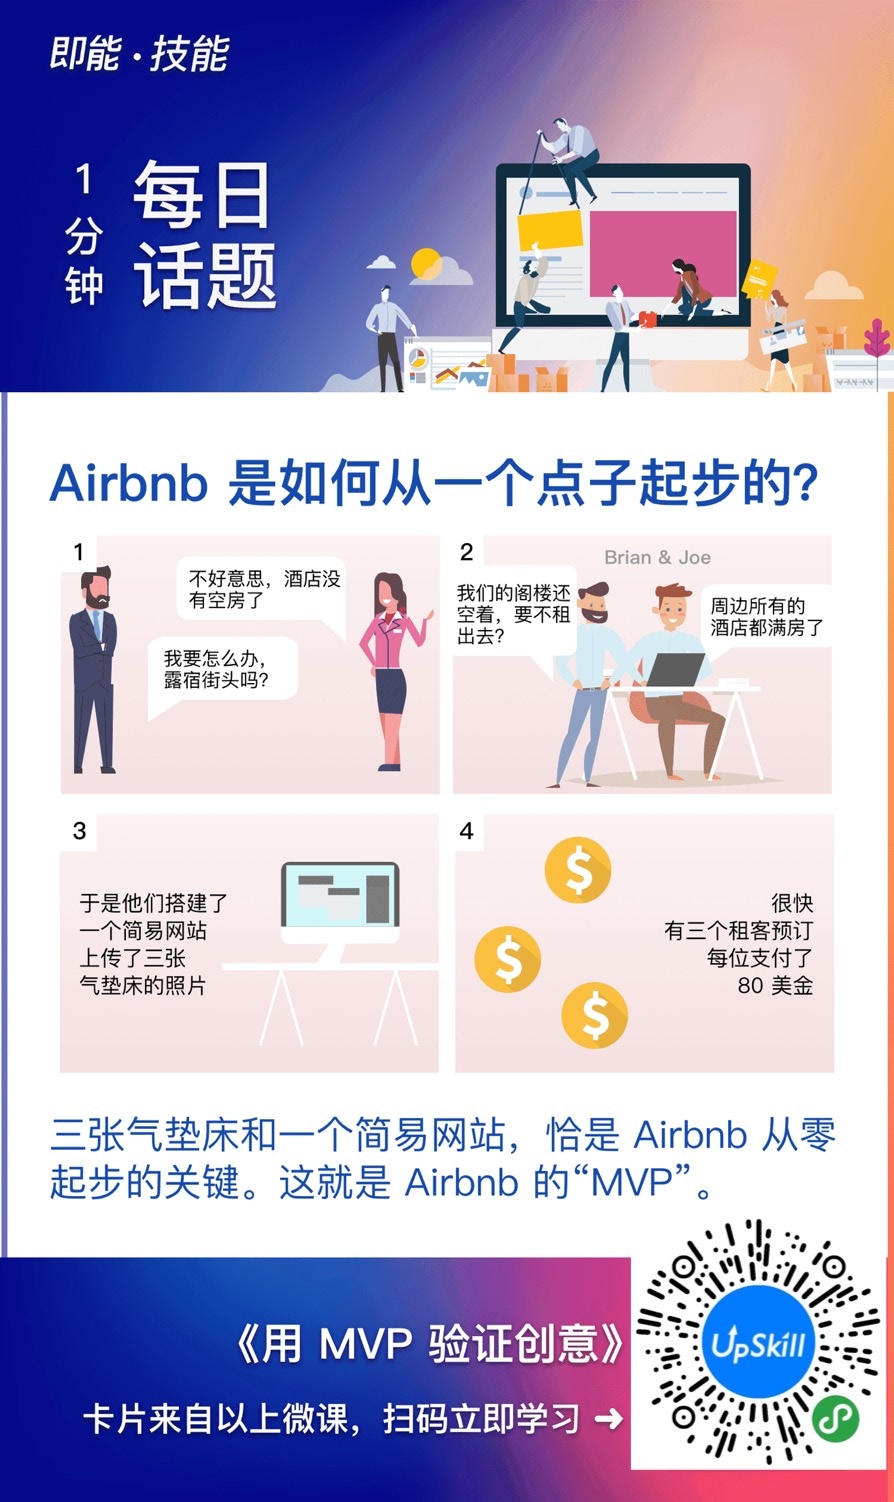 即能·技能
1分钟
每日
话题
Airbnb 是如何从一个点子起步的?
1
不好意思，酒店没
有空房了
我要怎么办，
露宿街头吗?
2
Brian & Joe
我们的阁楼还
空着，要不租
出去?
周边所有的
酒店都满房了
3
于是他们搭建了
一个简易网站
上传了三张
气垫床的照片
4
很快
有三个租客预订
每位支付了
80 美金
三张气垫床和一个简易网站，恰是 Airbnb 从零
起步的关键。这就是 Airbnb 的“MVP”。
《用 MVP 验证创意》
卡片来自以上微课，扫码立即学习 →
UpSkill